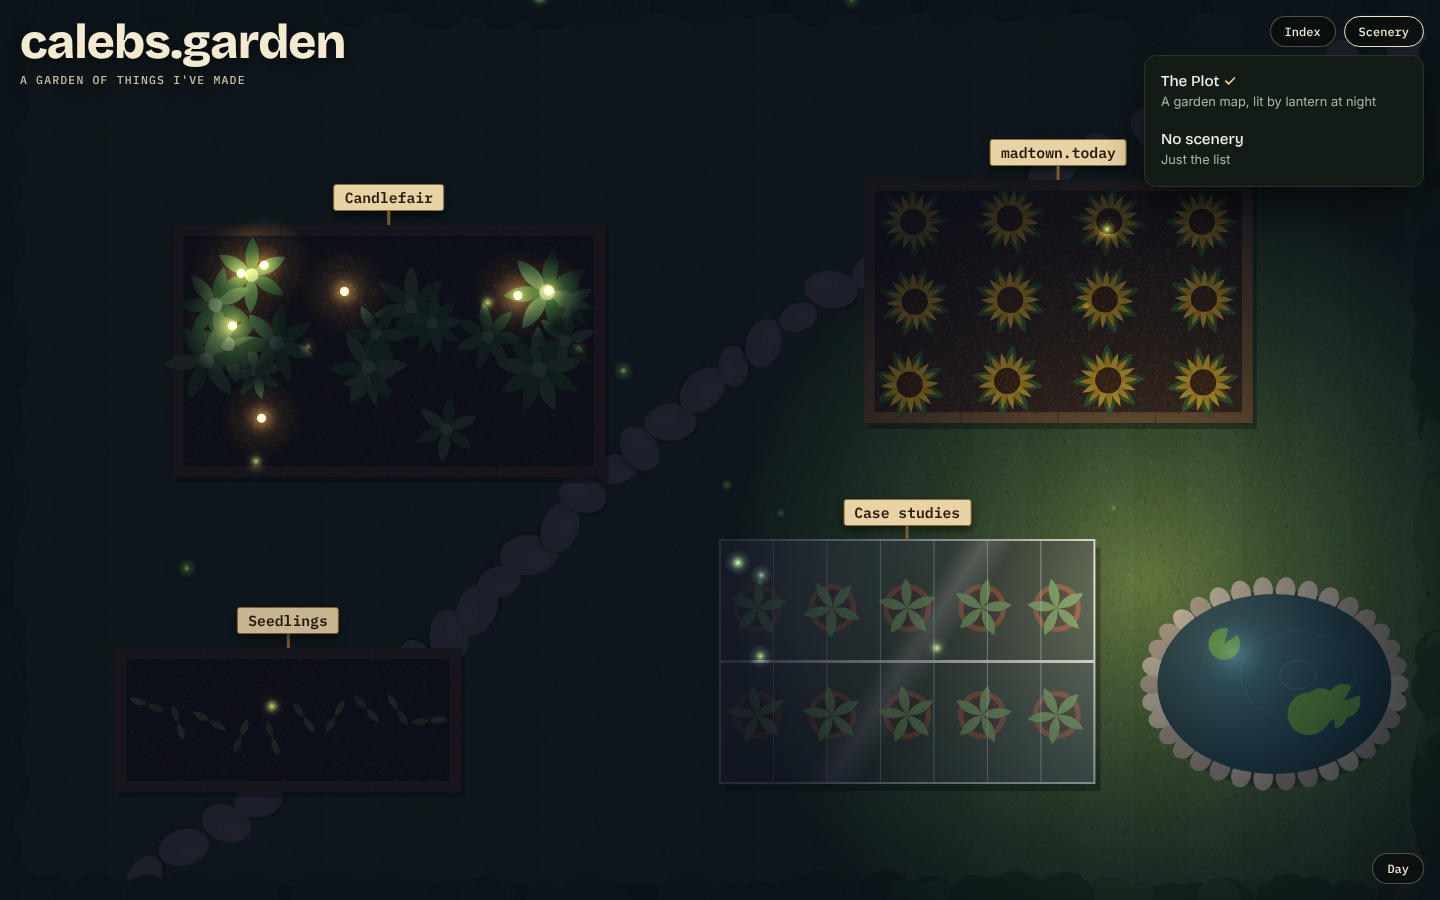 calebs.garden
A GARDEN OF THINGS I'VE MADE
Index
Scenery
The Plot
A garden map, lit by lantern at night
No scenery
Just the list
madtown.today
Candlefair
Case studies
Seedlings
Day